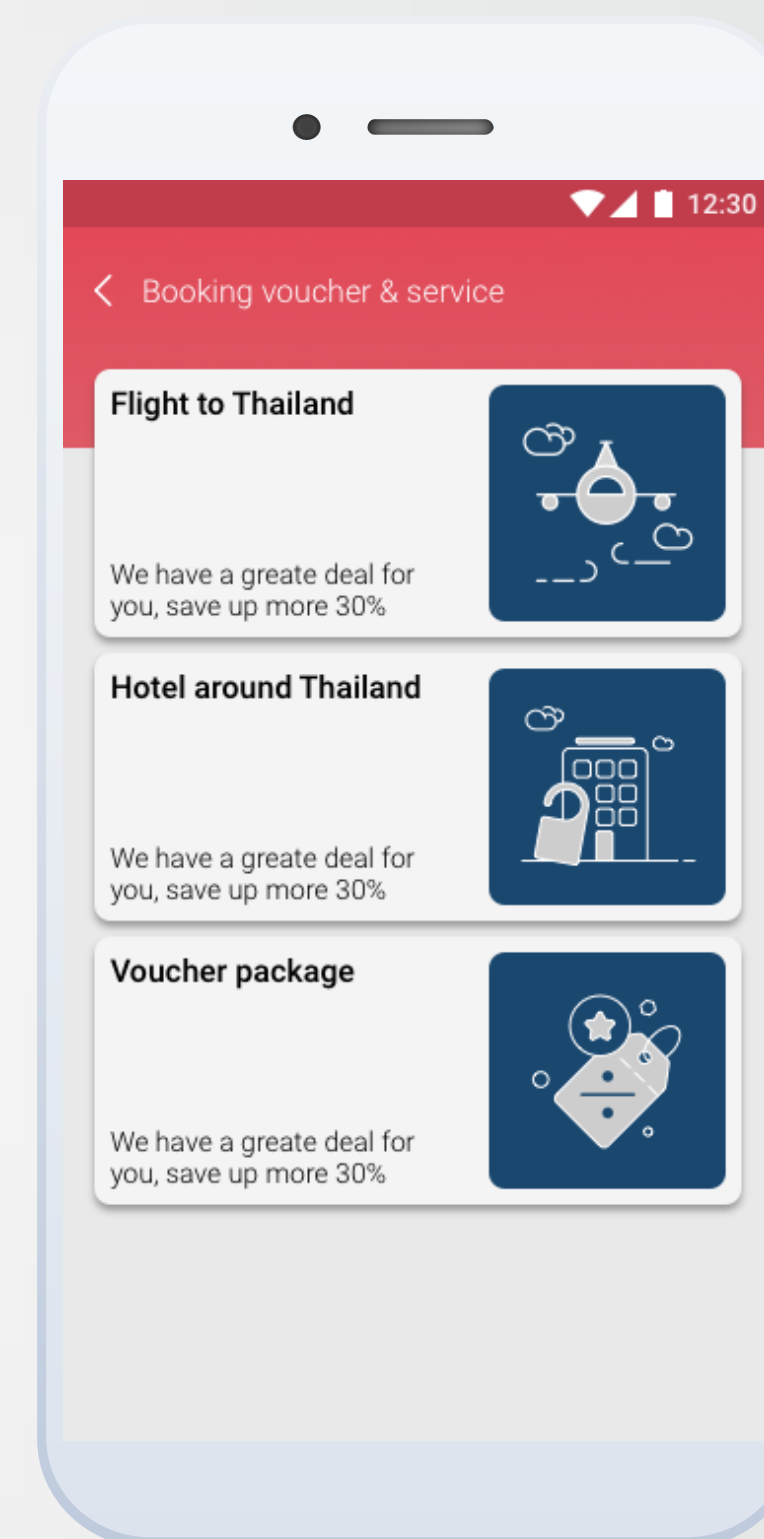 12:30
Booking voucher & service
Flight to Thailand
We have a greate deal for
you, save up more 30%
Hotel around Thailand
We have a greate deal for
you, save up more 30%
Voucher package
We have a greate deal for
you, save up more 30%